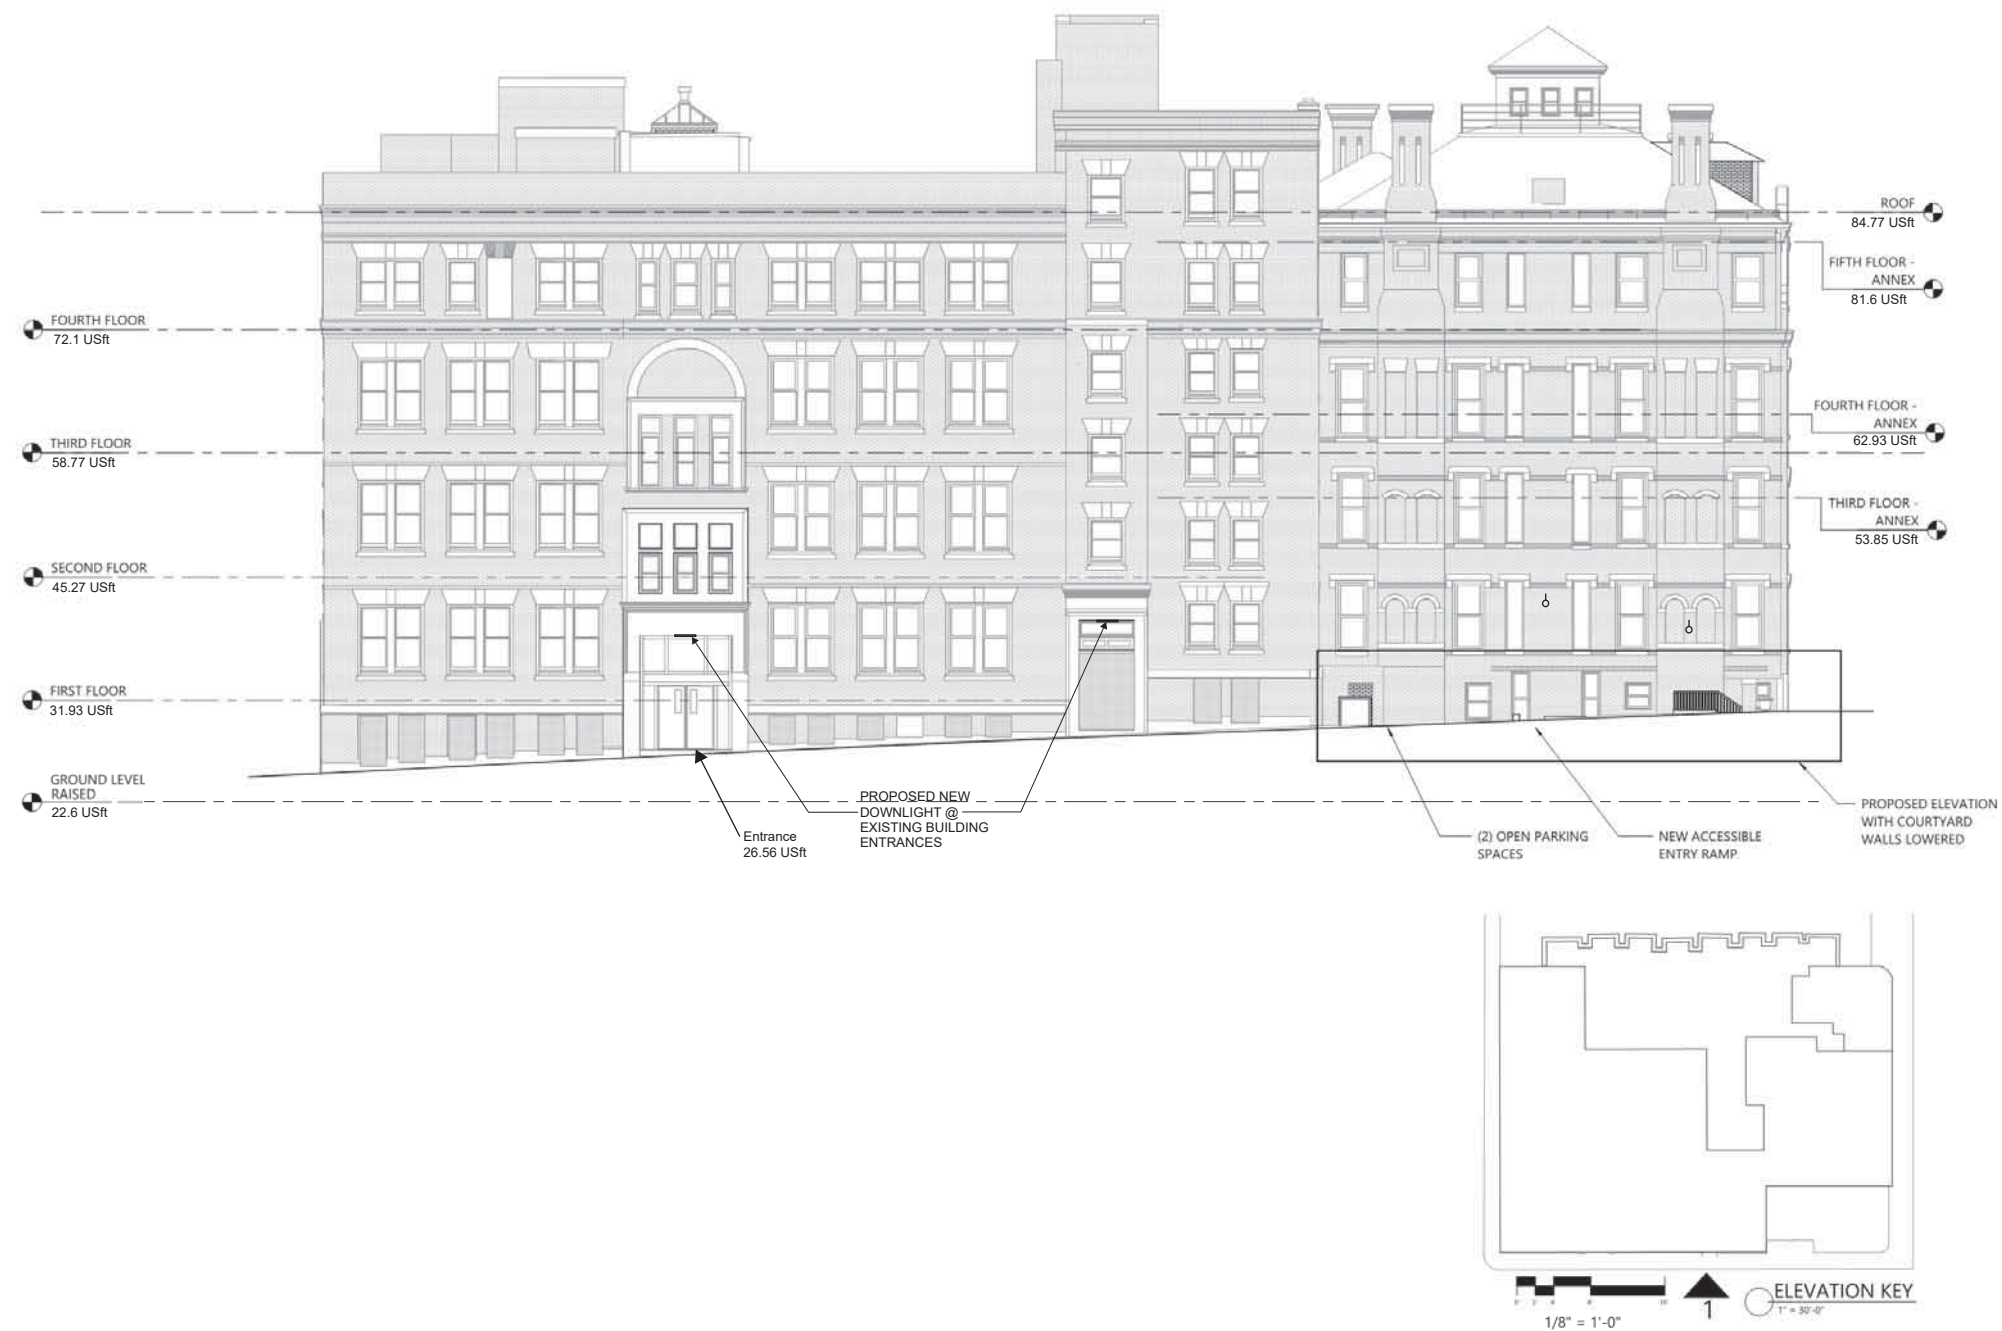 ROOF
84.77 USft
FIFTH FLOOR -
ANNEX
81.6 USft
FOURTH FLOOR
72.1 USft
FOURTH FLOOR -
ANNEX
62.93 USft
THIRD FLOOR
58.77 USft
THIRD FLOOR -
ANNEX
53.85 USft
SECOND FLOOR
45.27 USft
FIRST FLOOR
31.93 USft
GROUND LEVEL
RAISED
22.6 USft
Entrance
26.56 USft
PROPOSED NEW
DOWNLIGHT @
EXISTING BUILDING
ENTRANCES
(2) OPEN PARKING
SPACES
NEW ACCESSIBLE
ENTRY RAMP
PROPOSED ELEVATION
WITH COURTYARD
WALLS LOWERED
1/8" = 1'-0"
1
ELEVATION KEY
1" = 30'-0"